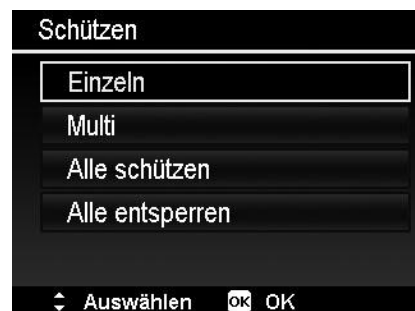 Schützen
Einzeln
Multi
Alle schützen
Alle entsperren
Auswählen OK OK